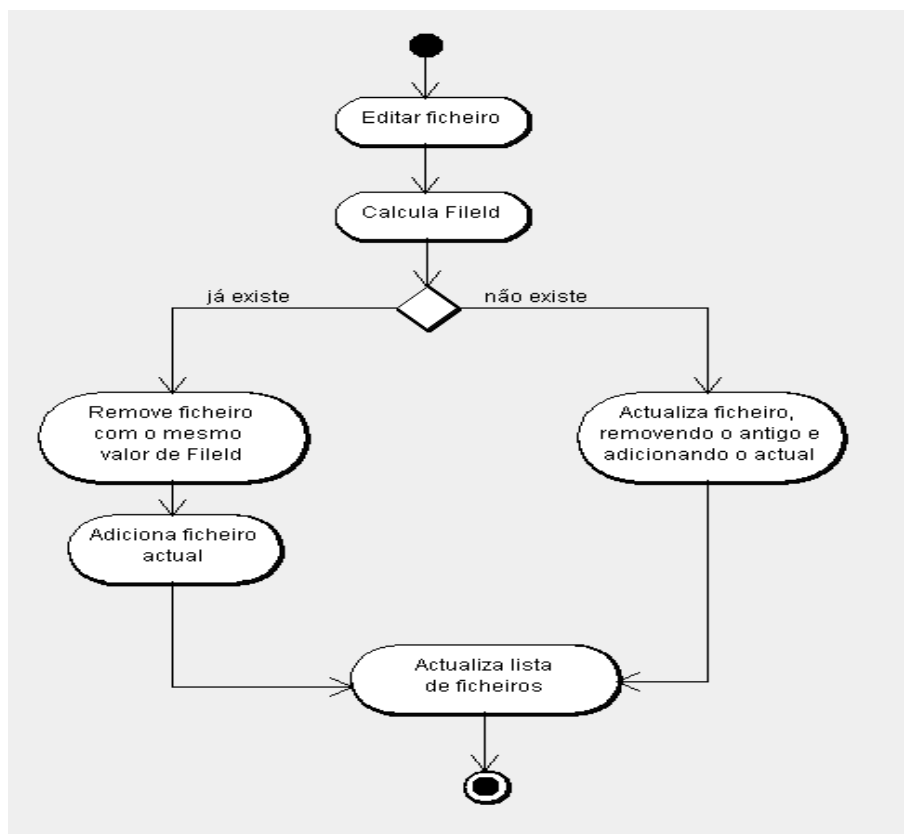 Editar ficheiro
Calcula FileId
já existe
não existe
Remove ficheiro
com o mesmo
valor de FileId
Actualiza ficheiro,
removendo o antigo e
adicionando o actual
Adiciona ficheiro
actual
Actualiza lista
de ficheiros